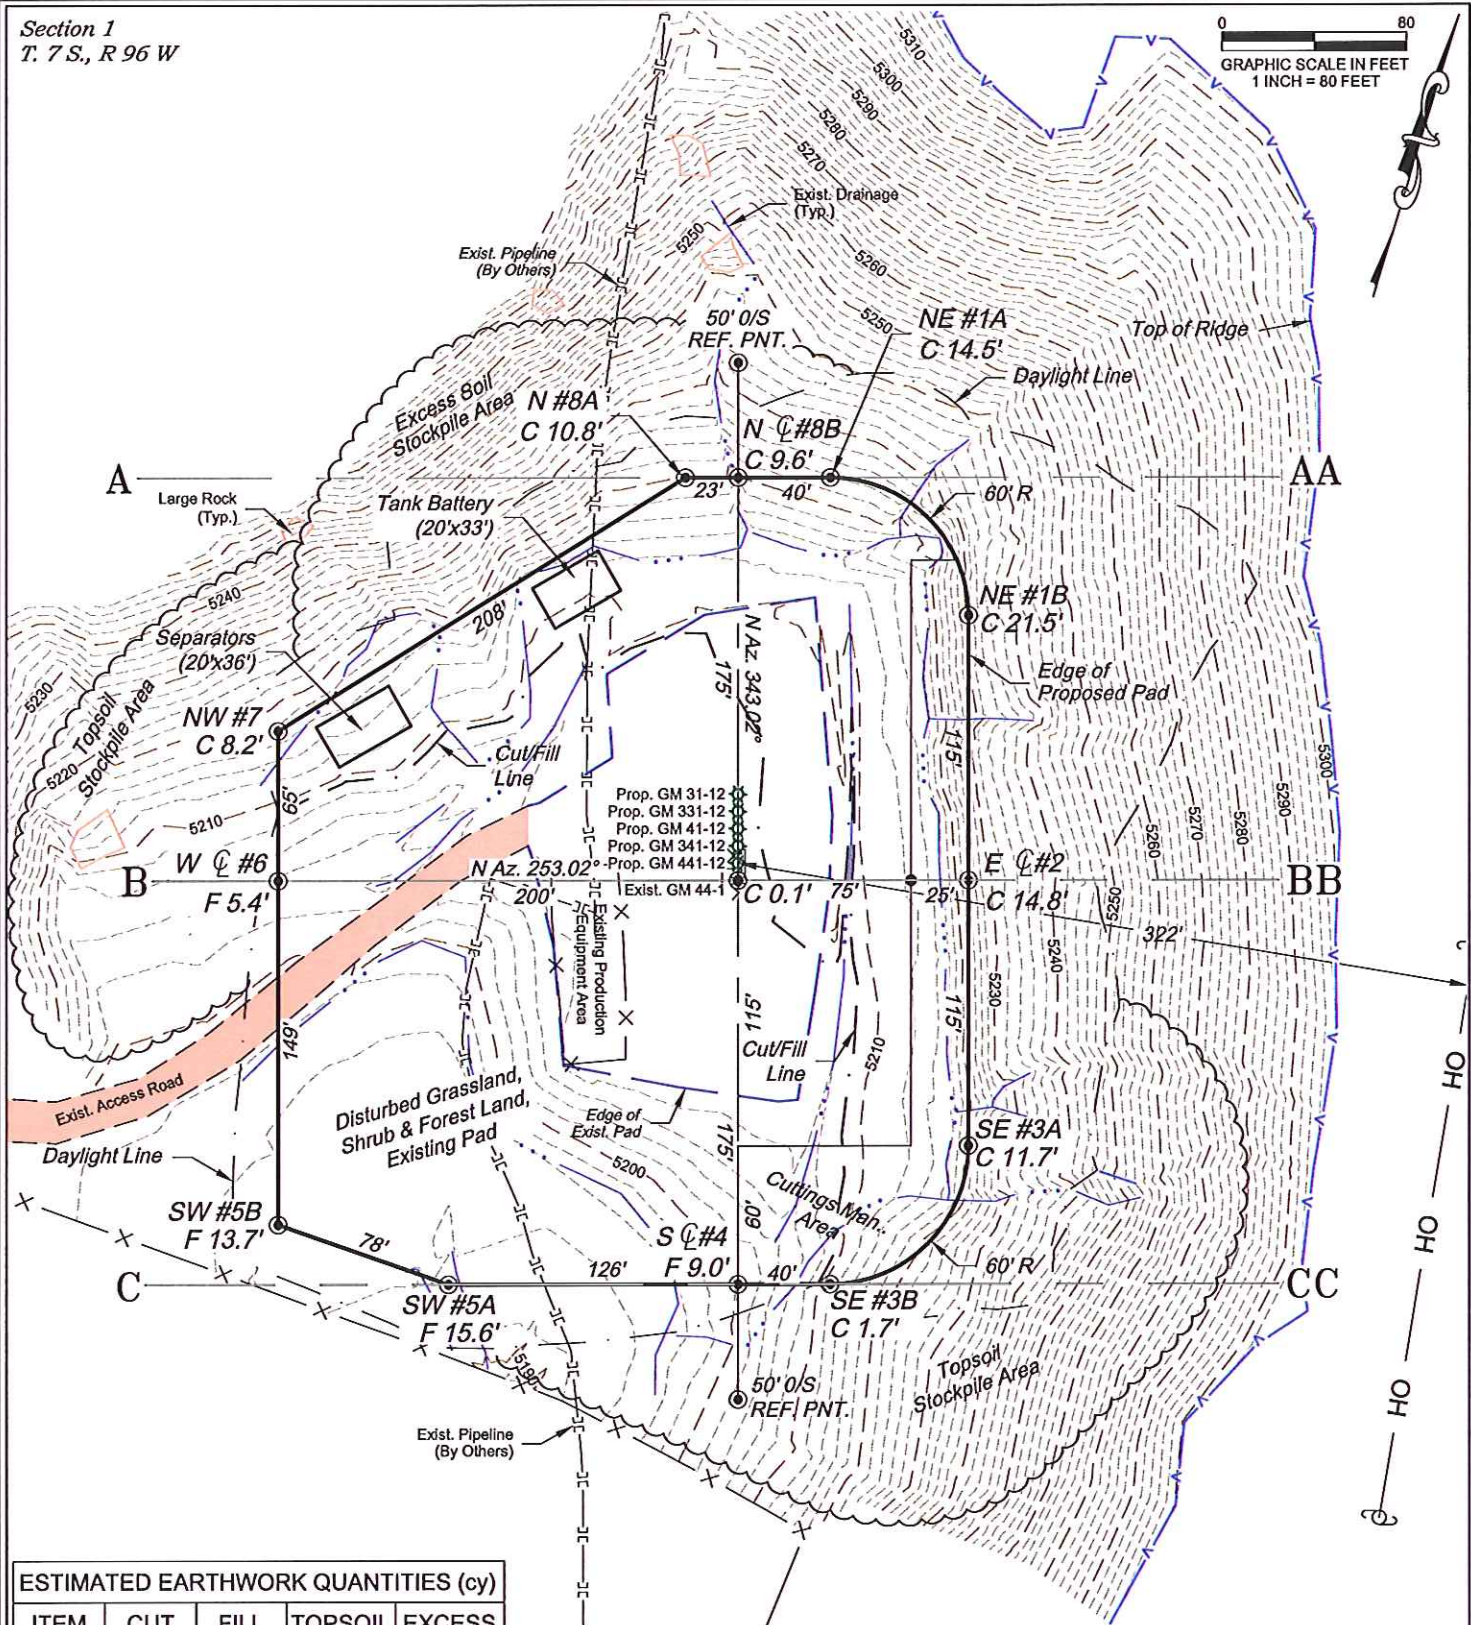 Section 1
T. 7 S., R 96 W
0 80
GRAPHIC SCALE IN FEET
1 INCH = 80 FEET
5310
5300
5290
5280
5270
Exist. Drainage
(Typ.)
5250
5260
Exist. Pipeline
(By Others)
50' 0/S
REF. PNT.
5250
NE #1A
C 14.5'
Top of Ridge
Daylight Line
Excess Soil
Stockpile Area
N #8A
C 10.8'
N ℄#8B
C 9.6'
A
AA
Large Rock
(Typ.)
Tank Battery
(20'x33')
23'
40'
60' R
5240
208'
NE #1B
C 21.5'
Separators
(20'x36')
175'
N Az. 343.02°
Edge of
Proposed Pad
5230
Topsoil
Stockpile Area
5220
NW #7
C 8.2'
Cut/Fill
Line
115'
5300
65'
5210
Prop. GM 31-12
Prop. GM 331-12
Prop. GM 41-12
Prop. GM 341-12
Prop. GM 441-12
Exist. GM 44-1
5260
5270
5280
5290
W ℄ #6
F 5.4'
B
N Az. 253.02°
200'
C 0.1'
75'
25'
E ℄#2
C 14.8'
BB
5250
322'
Existing Production
Equipment Area
5240
5230
149'
115'
115'
Cut/Fill
Line
5210
OH
Exist. Access Road
Disturbed Grassland,
Shrub & Forest Land,
Existing Pad
Edge of
Exist. Pad
SE #3A
C 11.7'
Daylight Line
5200
175'
Cuttings Man.
Area
60'
SW #5B
F 13.7'
78'
S ℄#4
F 9.0'
OH
C
126'
40'
60' R
CC
SW #5A
F 15.6'
SE #3B
C 1.7'
5190
Topsoil
Stockpile Area
50' 0/S
REF. PNT.
OH
Exist. Pipeline
(By Others)
ESTIMATED EARTHWORK QUANTITIES (cy)
ITEM CUT FILL TOPSOIL EXCESS